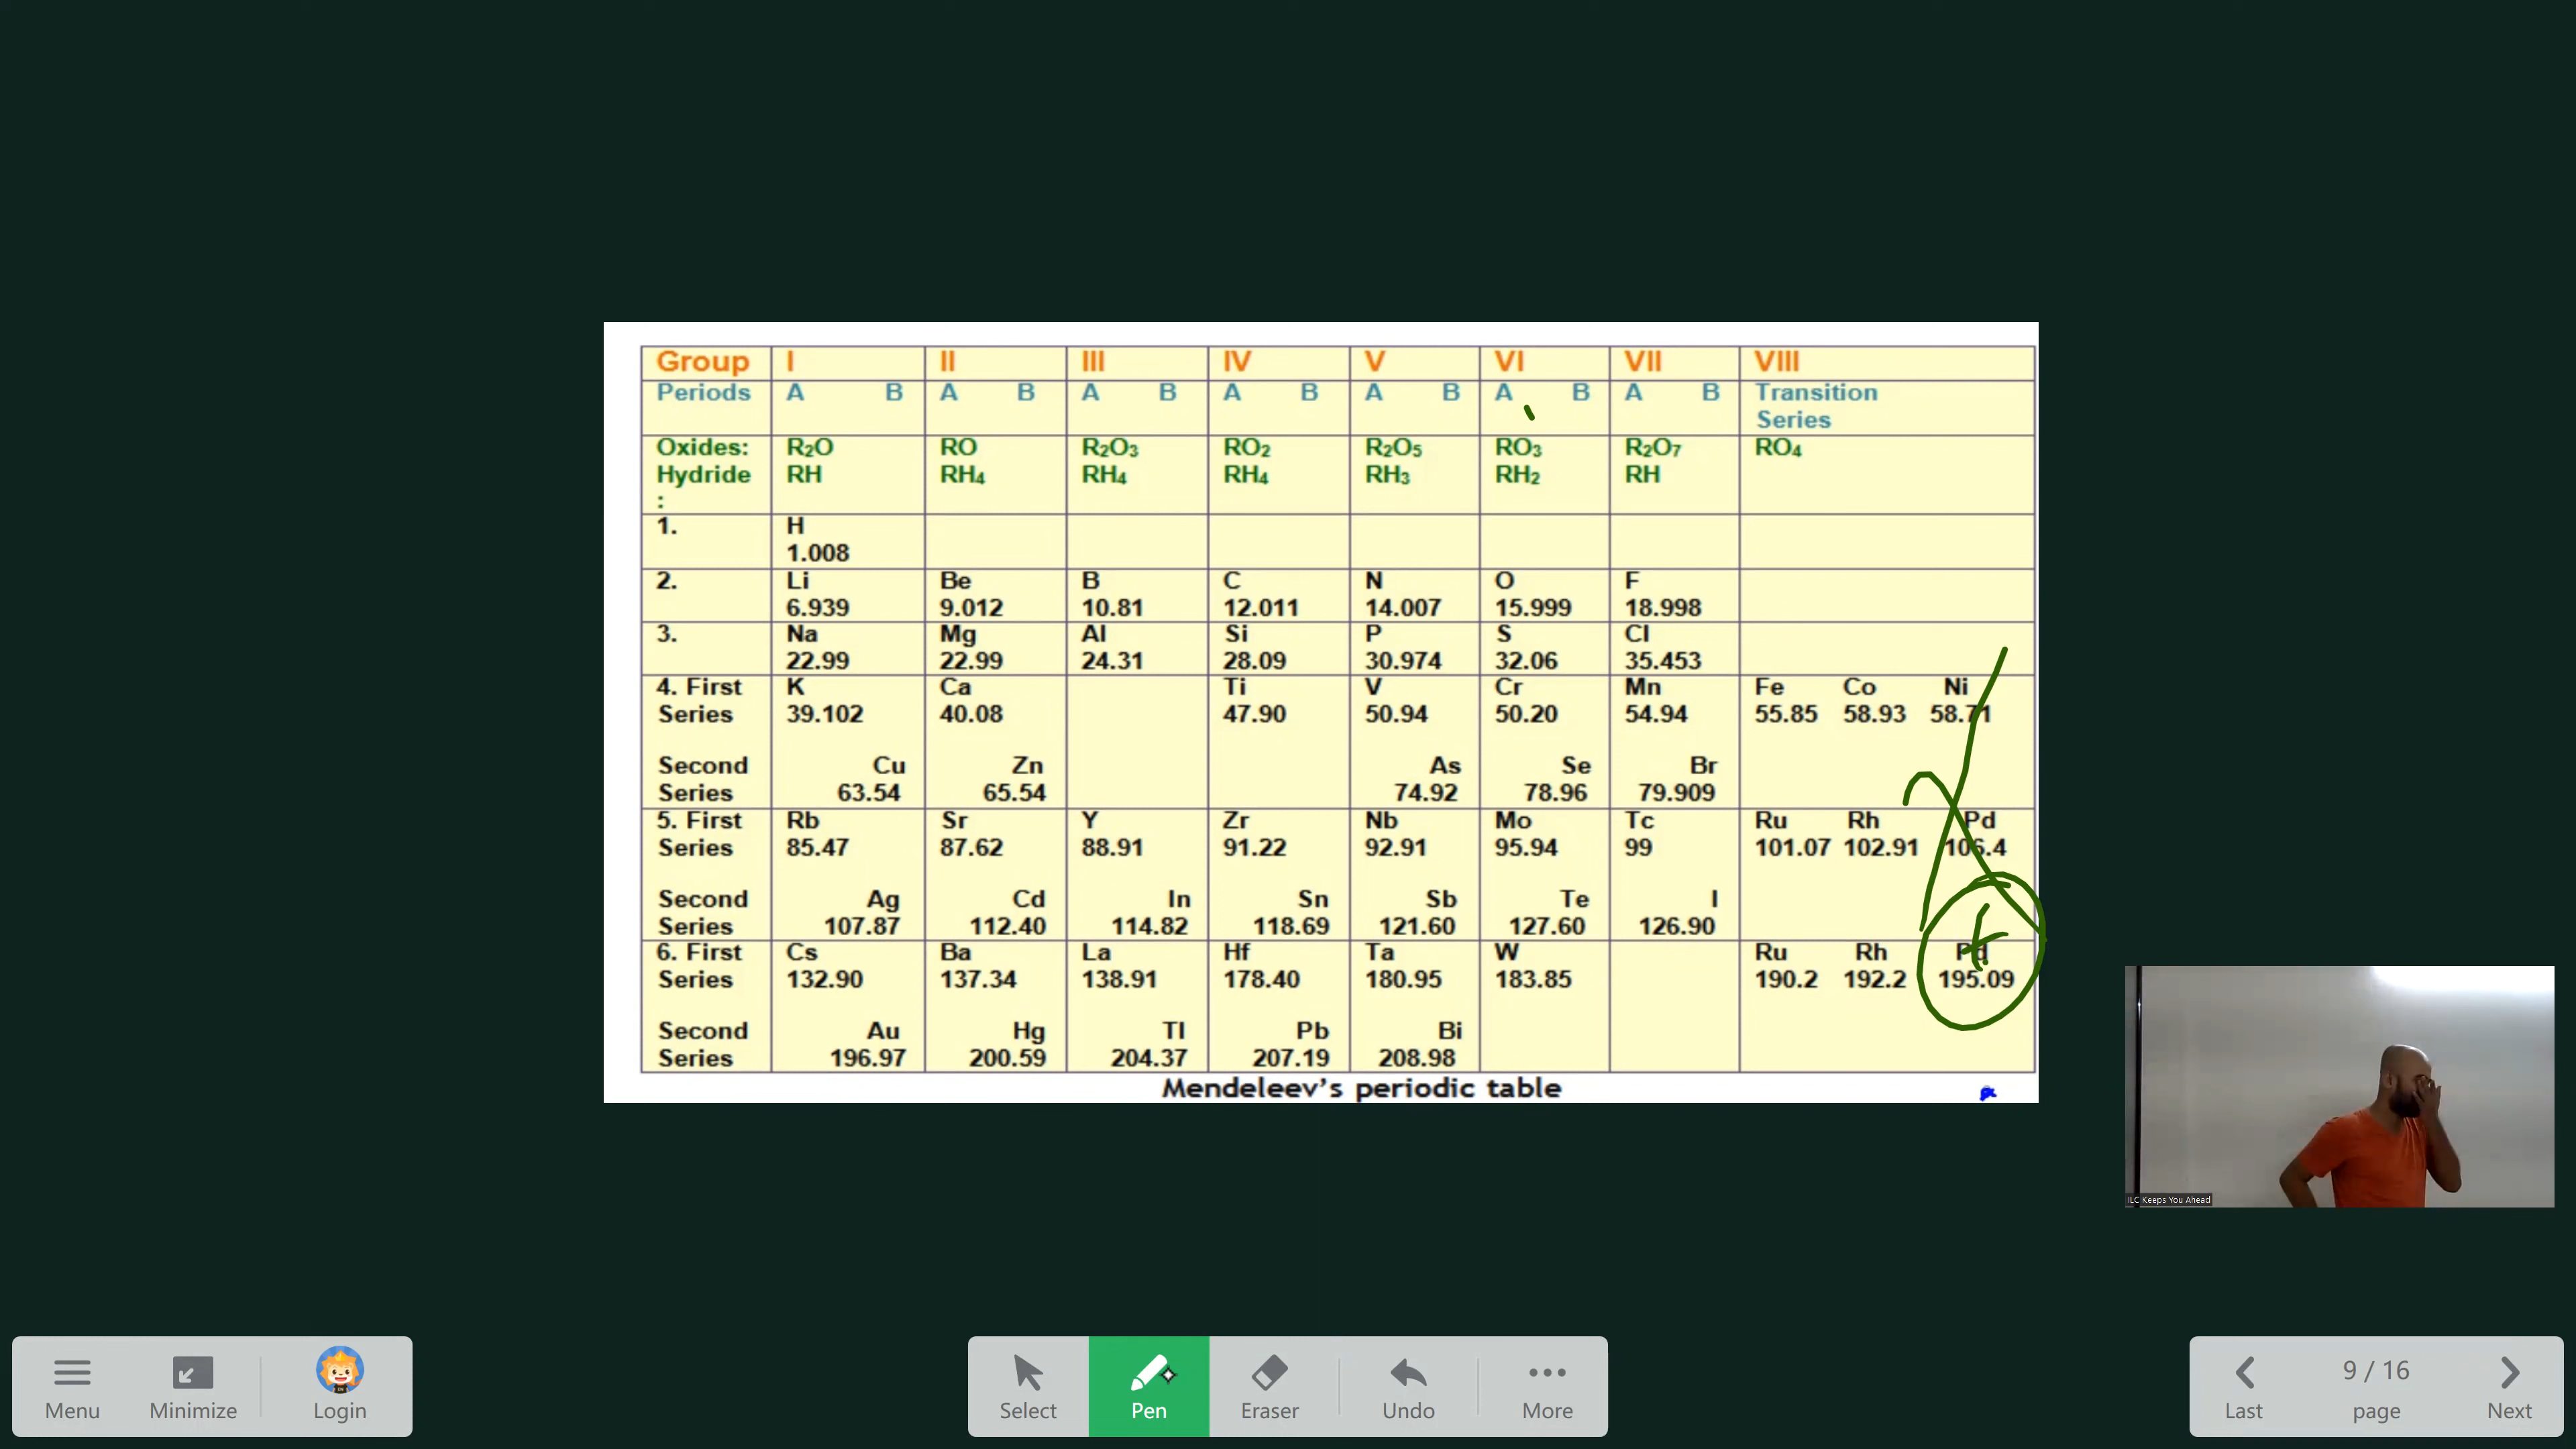 Group I II III IV V VI VII VIII
Periods A B A B A B A B A B A B A B Transition
Series
Oxides: R₂O RO R₂O₃ RO₂ R₂O₅ RO₃ R₂O₇ RO₄
Hydride RH RH₄ RH₄ RH₄ RH₃ RH₂ RH
:
1. H
1.008
2. Li Be B C N O F
6.939 9.012 10.81 12.011 14.007 15.999 18.998
3. Na Mg Al Si P S Cl
22.99 22.99 24.31 28.09 30.974 32.06 35.453
4. First K Ca Ti V Cr Mn Fe Co Ni
Series 39.102 40.08 47.90 50.94 50.20 54.94 55.85 58.93 58.71
Second Cu Zn As Se Br
Series 63.54 65.54 74.92 78.96 79.909
5. First Rb Sr Y Zr Nb Mo Tc Ru Rh Pd
Series 85.47 87.62 88.91 91.22 92.91 95.94 99 101.07 102.91 106.4
Second Ag Cd In Sn Sb Te I
Series 107.87 112.40 114.82 118.69 121.60 127.60 126.90
6. First Cs Ba La Hf Ta W Ru Rh Pd
Series 132.90 137.34 138.91 178.40 180.95 183.85 190.2 192.2 195.09
Second Au Hg Tl Pb Bi
Series 196.97 200.59 204.37 207.19 208.98
Mendeleev's periodic table
ILC Keeps You Ahead
Menu Minimize Login Select Pen Eraser Undo More Last 9 / 16 page Next